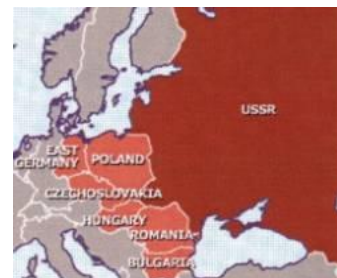 USSR
EAST
GERMANY
POLAND
CZECHOSLOVAKIA
HUNGARY
ROMANIA
BULGARIA